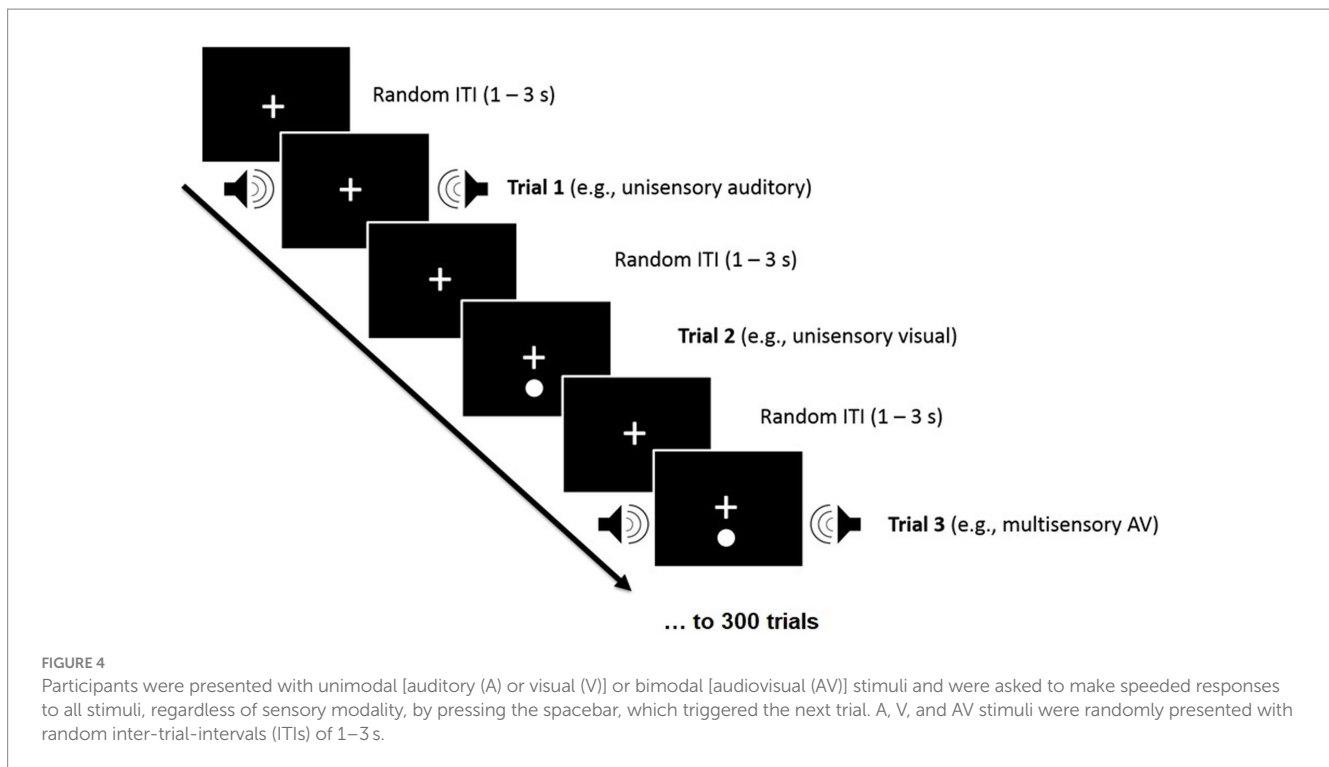 Random ITI (1 – 3 s)
Trial 1 (e.g., unisensory auditory)
Random ITI (1 – 3 s)
Trial 2 (e.g., unisensory visual)
Random ITI (1 – 3 s)
Trial 3 (e.g., multisensory AV)
... to 300 trials
FIGURE 4
Participants were presented with unimodal [auditory (A) or visual (V)] or bimodal [audiovisual (AV)] stimuli and were asked to make speeded responses
to all stimuli, regardless of sensory modality, by pressing the spacebar, which triggered the next trial. A, V, and AV stimuli were randomly presented with
random inter-trial-intervals (ITIs) of 1–3 s.